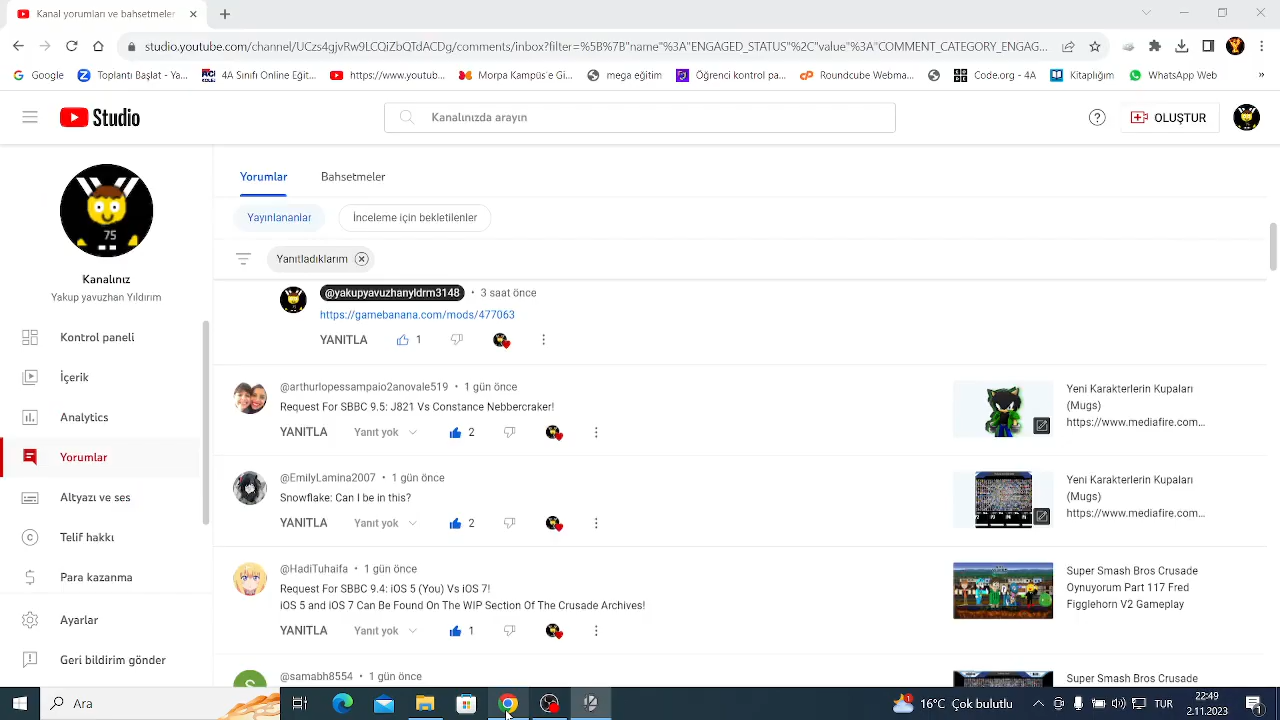 Kanal yorumları ve bahsetmeler
studio.youtube.com/channel/UCzs4gjvRw9LCQiZbQTdACDg/comments/inbox?filter=%5B%7B"name"%3A"ENGAGED_STATUS"%2C"value"%3A"COMMENT_CATEGORY_ENGAG...
Google
Toplantı Başlat - Ya...
4A Sınıfı Online Eğit...
https://www.youtub...
Morpa Kampüs e-G...
mega.com
Öğrenci kontrol pa...
Roundcube Webma...
Code.org - 4A
Kitaplığım
WhatsApp Web
»
Studio
Kanalınızda arayın
OLUŞTUR
75
Kanalınız
Yakup yavuzhan Yıldırım
Kontrol paneli
İçerik
Analytics
Yorumlar
Altyazı ve ses
Telif hakkı
Para kazanma
Ayarlar
Geri bildirim gönder
Yorumlar
Bahsetmeler
Yayınlananlar
İnceleme için bekletilenler
Yanıtladıklarım
@yakupyavuzhanyldrm3148 • 3 saat önce
https://gamebanana.com/mods/477063
YANITLA 1
@arthurlopessampaio2anovale519 • 1 gün önce
Request For SBBC 9.5: J821 Vs Constance Nebbercraker!
YANITLA Yanıt yok 2
Yeni Karakterlerin Kupaları
(Mugs)
https://www.mediafire.com...
@EmilyLamina2007 • 1 gün önce
Snowflake: Can I be in this?
YANITLA Yanıt yok 2
Yeni Karakterlerin Kupaları
(Mugs)
https://www.mediafire.com...
@HadiTuhaifa • 1 gün önce
Request For SBBC 9.4: iOS 5 (You) Vs iOS 7!
iOS 5 and iOS 7 Can Be Found On The WIP Section Of The Crusade Archives!
YANITLA Yanıt yok 1
Super Smash Bros Crusade
Oynuyorum Part 117 Fred
Figglehorn V2 Gameplay
S
@samabh8554 • 1 gün önce
Super Smash Bros Crusade
Ara
19°C Çok bulutlu
TUR
22:49
2.11.2023